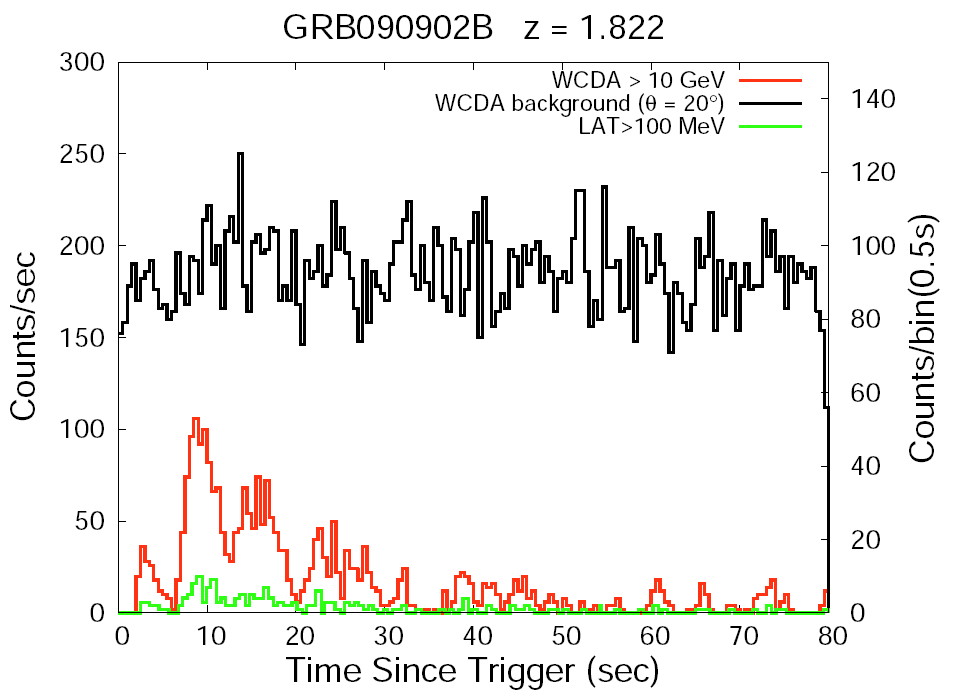 GRB090902B z = 1.822
300
250
200
150
100
50
0
Counts/sec
WCDA > 10 GeV
WCDA background (θ = 20°)
LAT>100 MeV
140
120
100
80
60
40
20
0
Counts/bin(0.5s)
0 10 20 30 40 50 60 70 80
Time Since Trigger (sec)